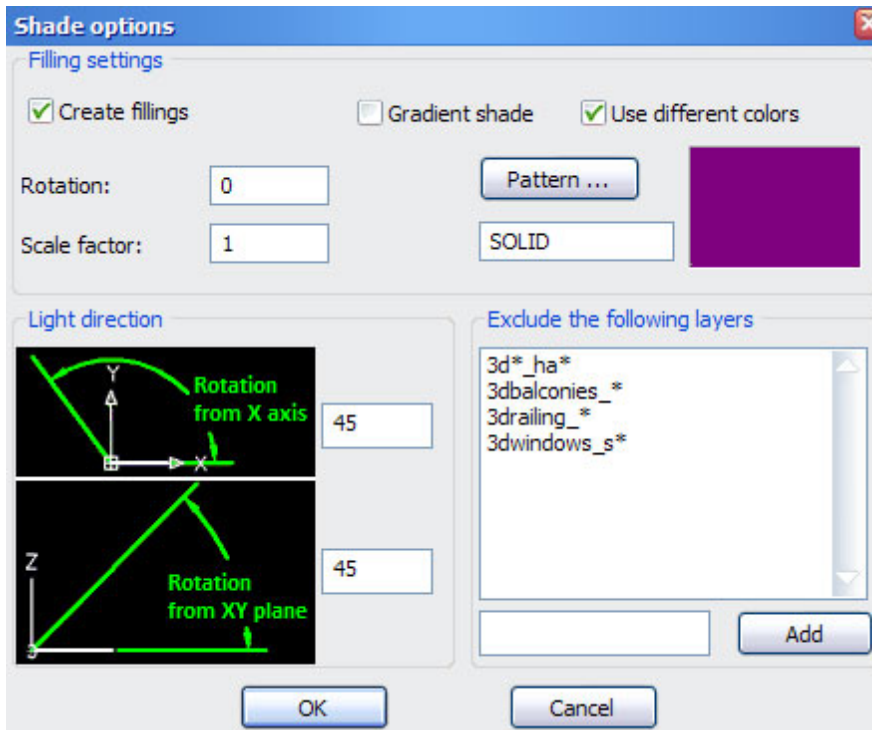 Shade options
Filling settings
Create fillings
Gradient shade
Use different colors
Rotation:
0
Pattern ...
Scale factor:
1
SOLID
Light direction
Y
Rotation
from X axis
X
45
Z
Rotation
from XY plane
45
Exclude the following layers
3d*_ha*
3dbalconies_*
3drailing_*
3dwindows_s*
Add
OK
Cancel